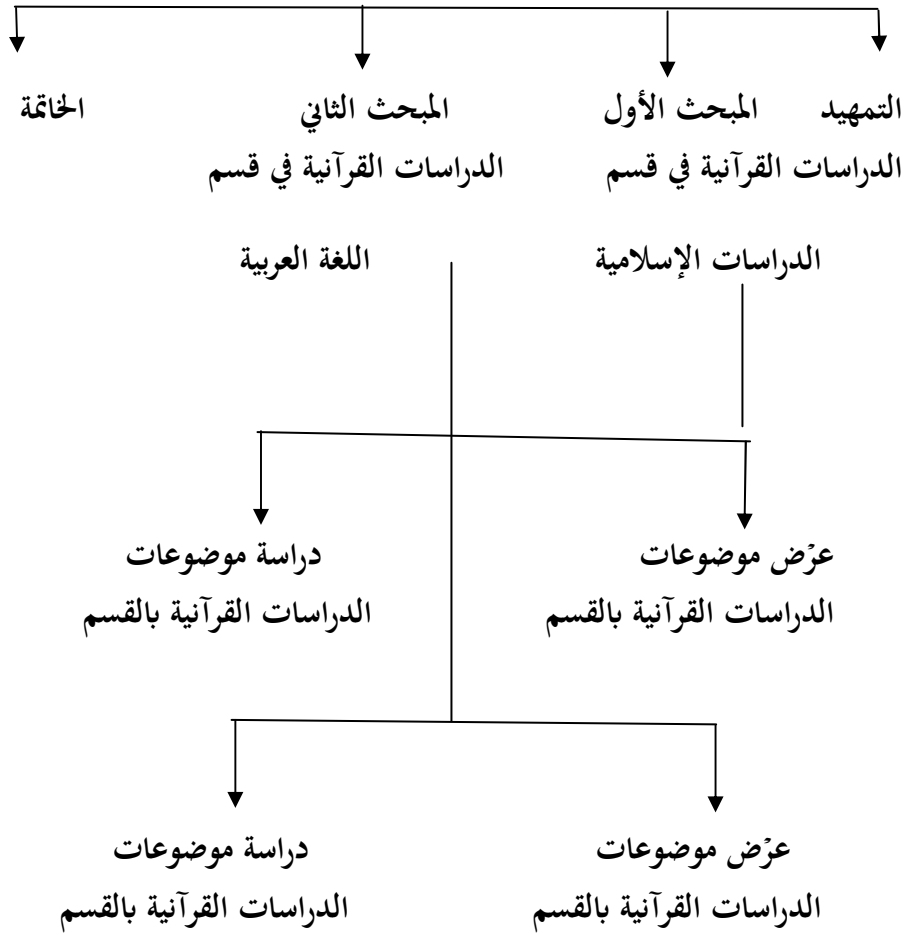 التمهيد المبحث الأول المبحث الثاني الخاتمة
الدراسات القرآنية في قسم الدراسات القرآنية في قسم
الدراسات الإسلامية اللغة العربية
عرْض موضوعات دراسة موضوعات
الدراسات القرآنية بالقسم الدراسات القرآنية بالقسم
عرْض موضوعات دراسة موضوعات
الدراسات القرآنية بالقسم الدراسات القرآنية بالقسم